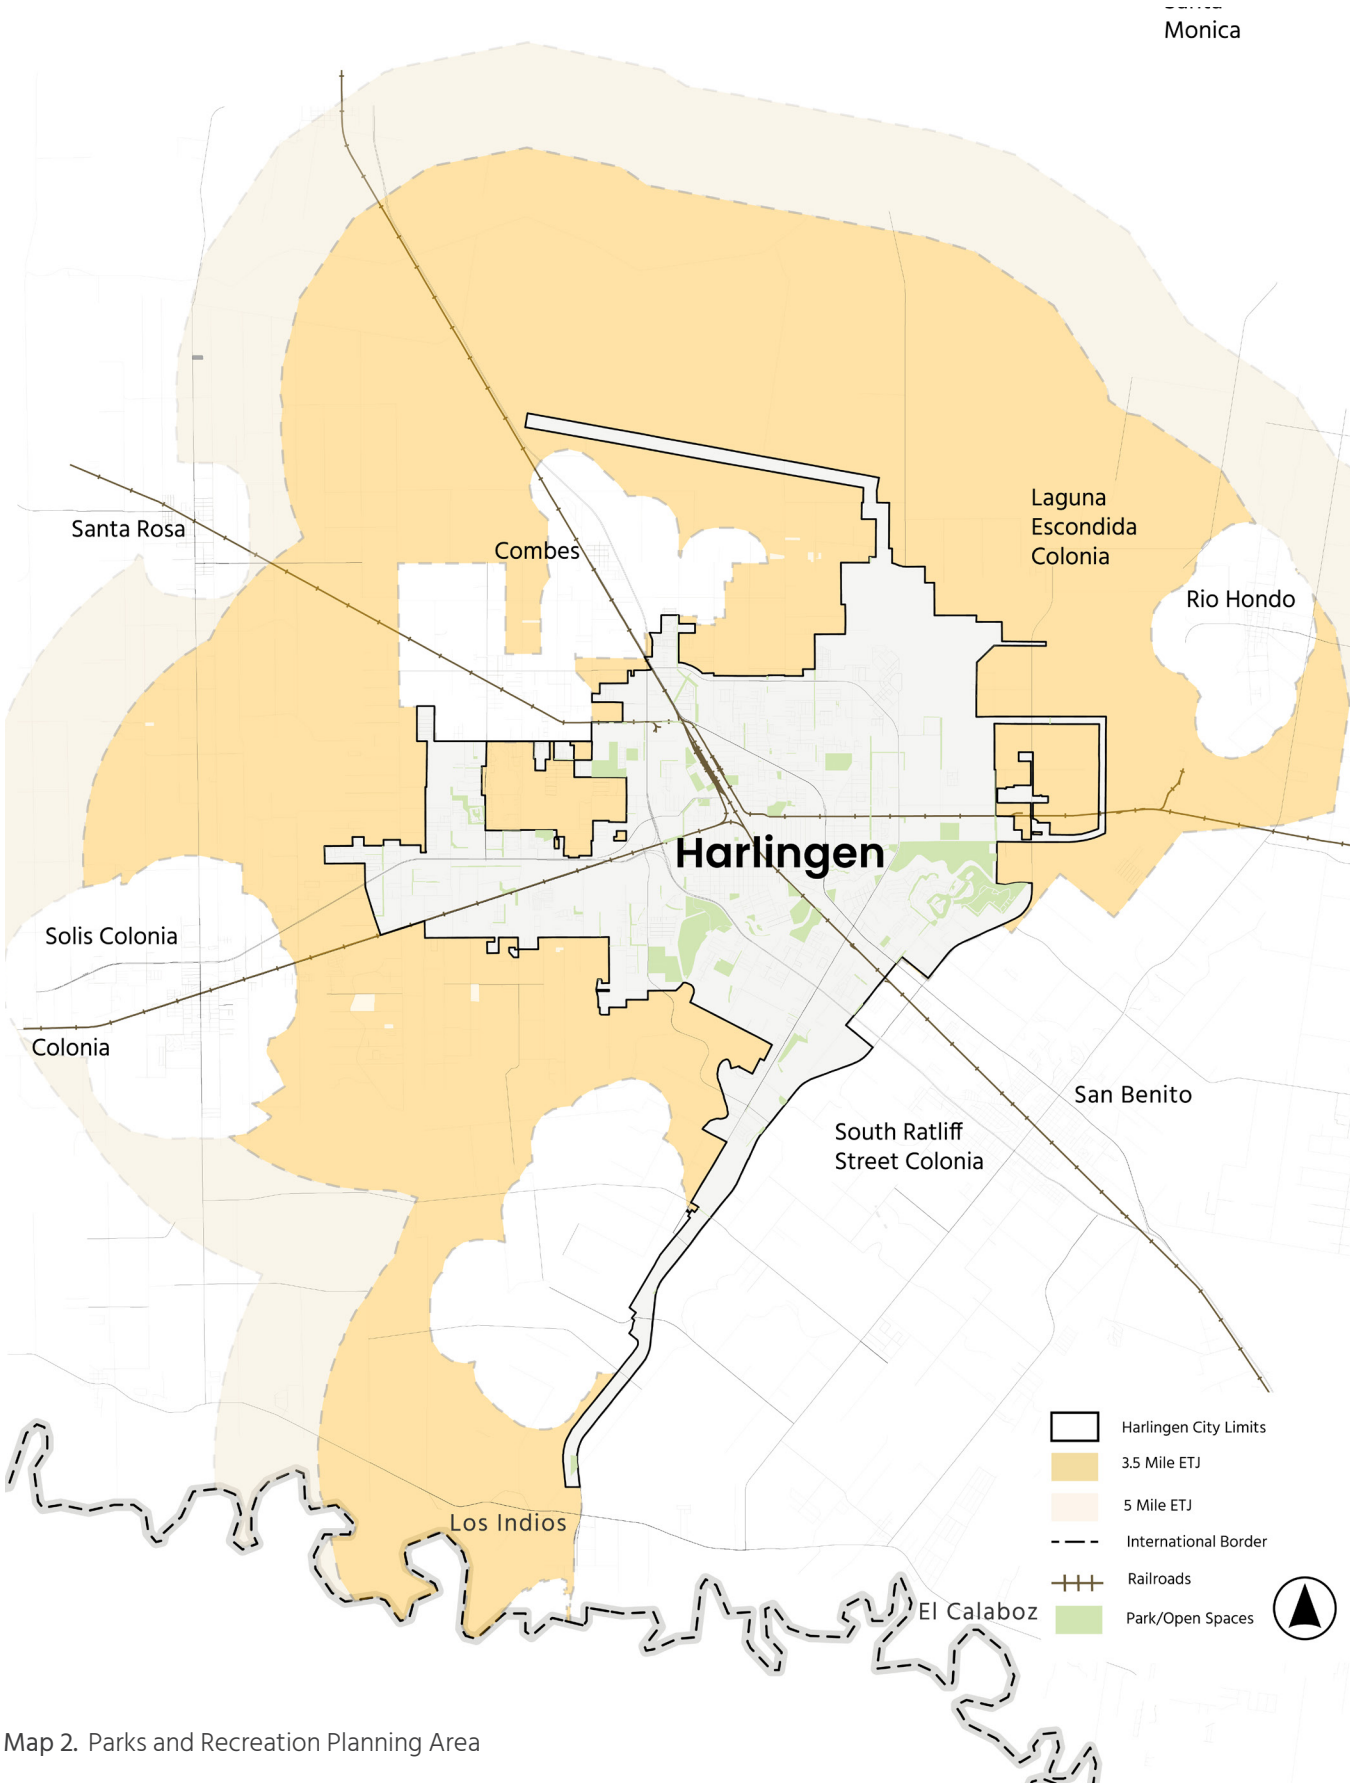 Monica
Laguna
Escondida
Colonia
Santa Rosa
Combes
Rio Hondo
Harlingen
Solis Colonia
Colonia
San Benito
South Ratliff
Street Colonia
Harlingen City Limits
3.5 Mile ETJ
5 Mile ETJ
Los Indios
International Border
Railroads
El Calaboz
Park/Open Spaces
Map 2. Parks and Recreation Planning Area